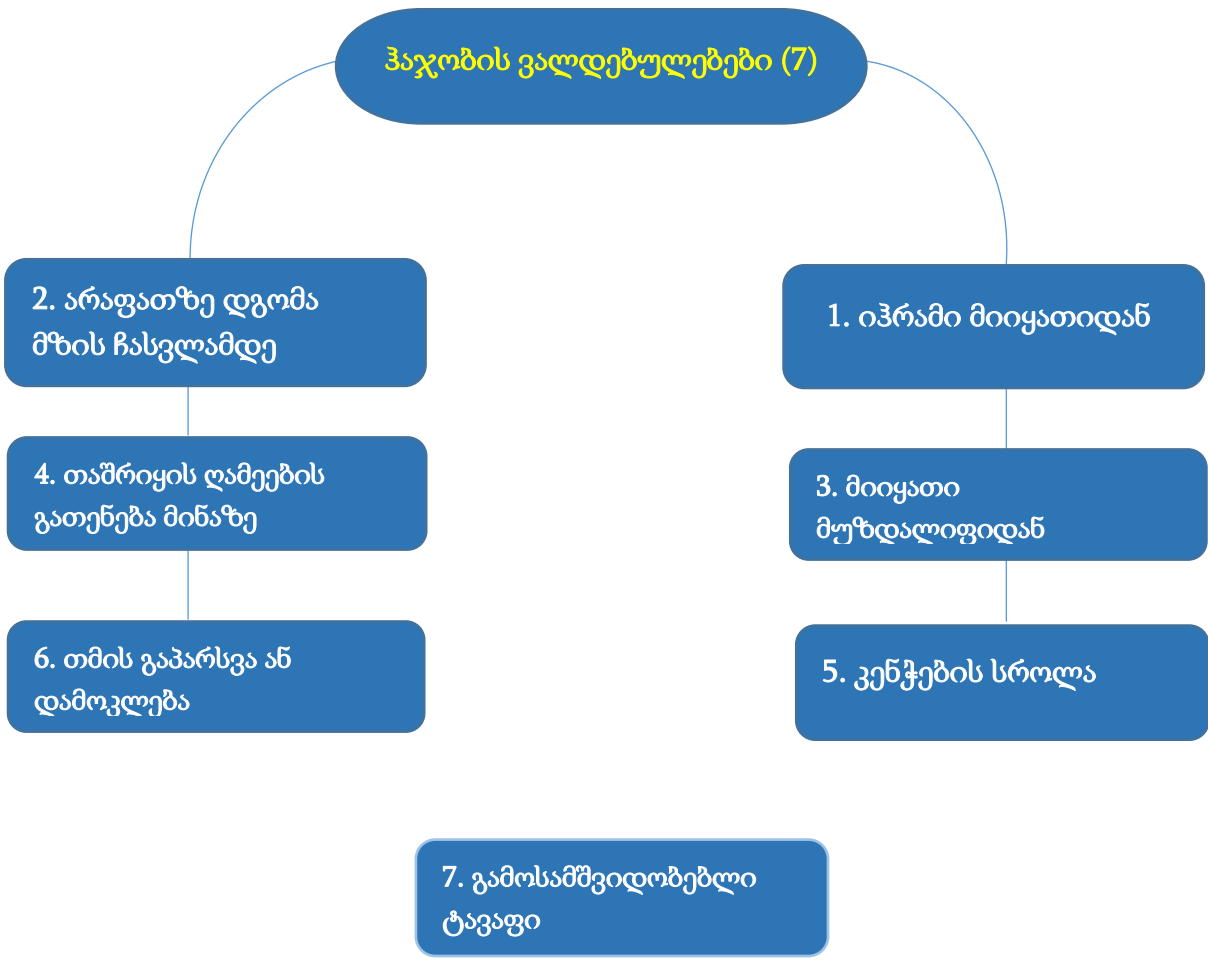 ჰაჯობის ვალდებულებები (7)
1. იჰრამი მიიყათიდან
2. არაფათზე დგომა
მზის ჩასვლამდე
3. მიიყათი
მუზდალიფიდან
4. თაშრიყის ღამეების
გათენება მინაზე
5. კენჭების სროლა
6. თმის გაპარსვა ან
დამოკლება
7. გამოსამშვიდობებლი
ტავაფი